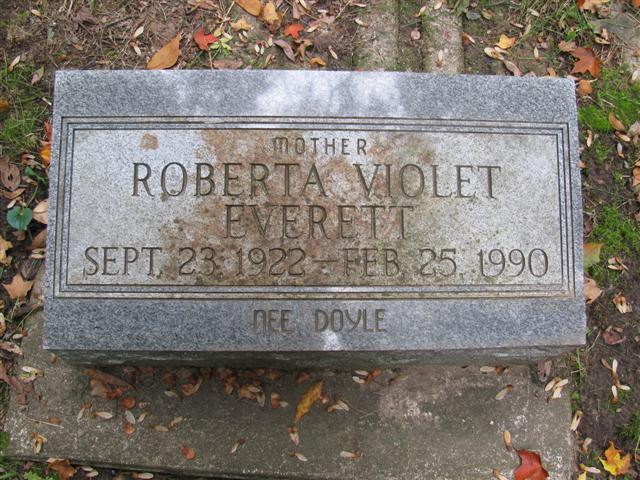 MOTHER
ROBERTA VIOLET
EVERETT
SEPT. 23. 1922 — FEB. 25. 1990
NEE DOYLE